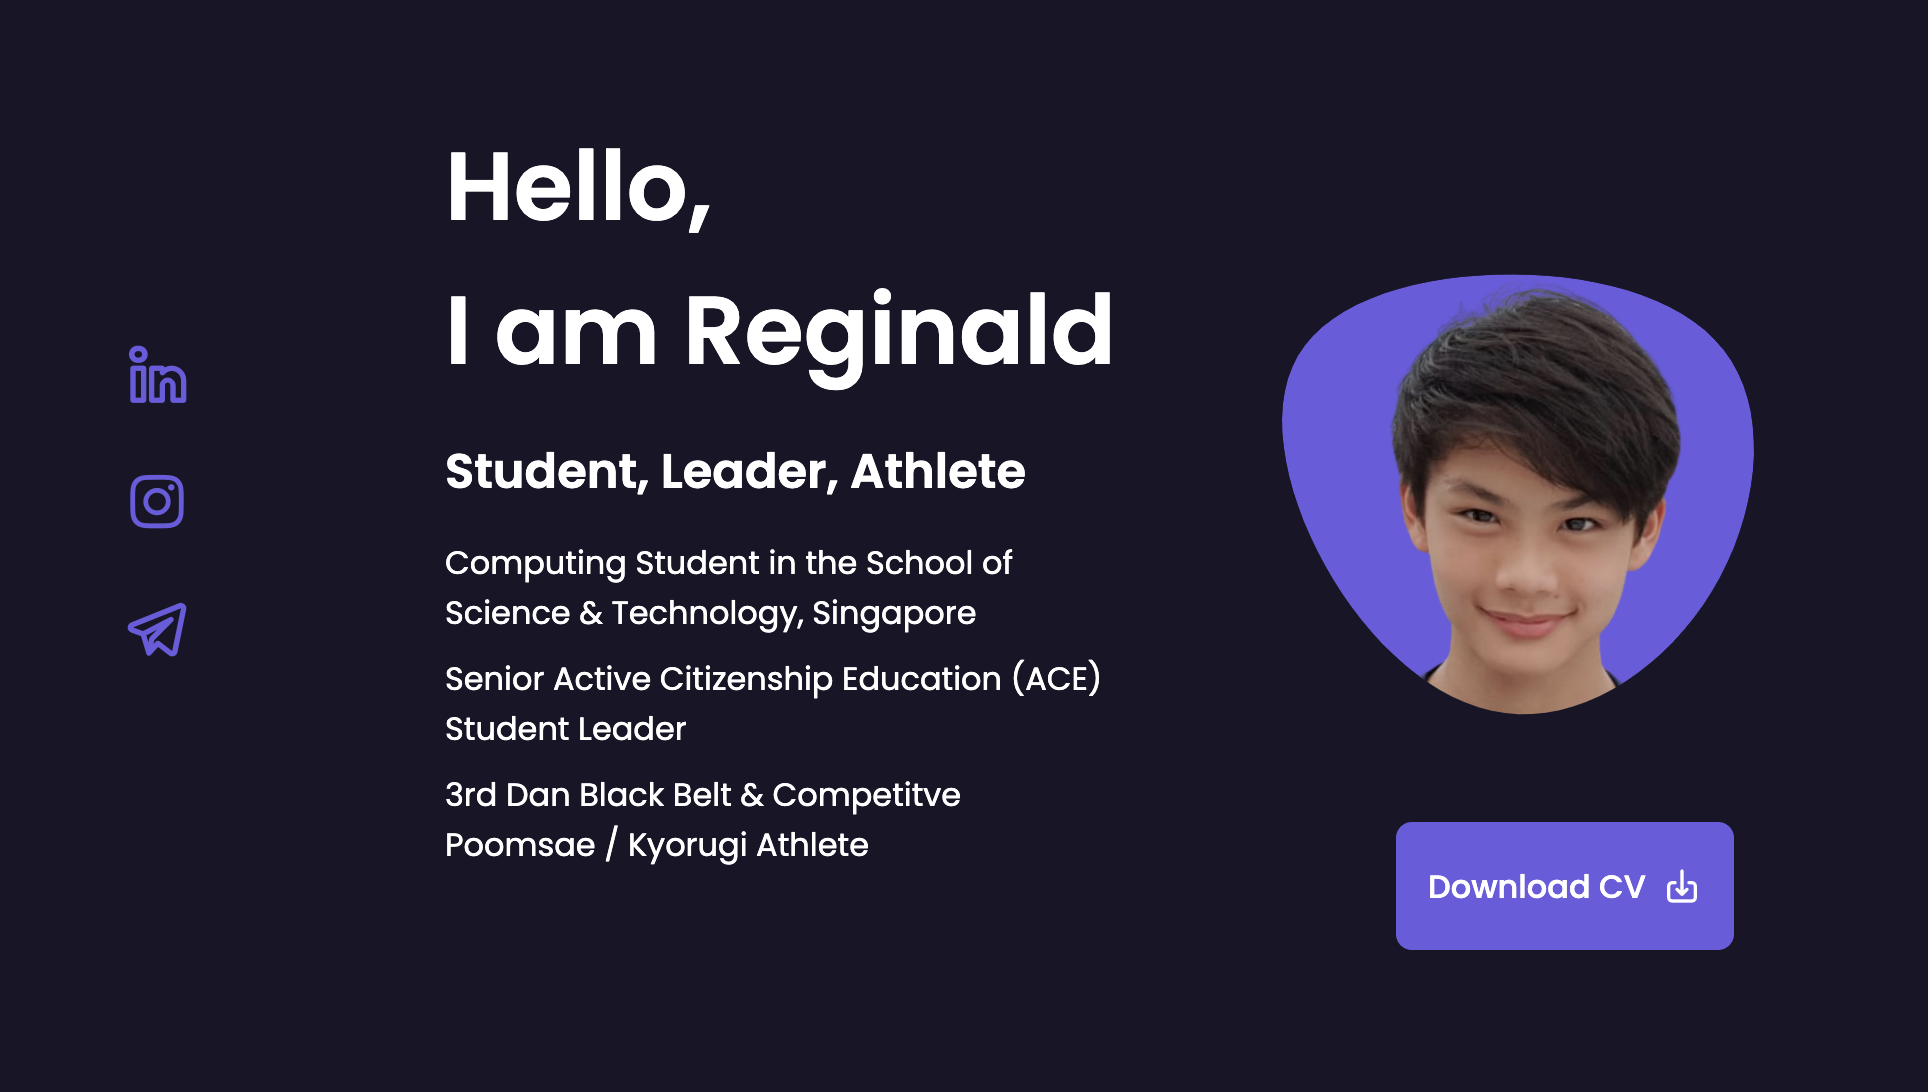 Hello,
I am Reginald
Student, Leader, Athlete
Computing Student in the School of
Science & Technology, Singapore
Senior Active Citizenship Education (ACE)
Student Leader
3rd Dan Black Belt & Competitve
Poomsae / Kyorugi Athlete
Download CV